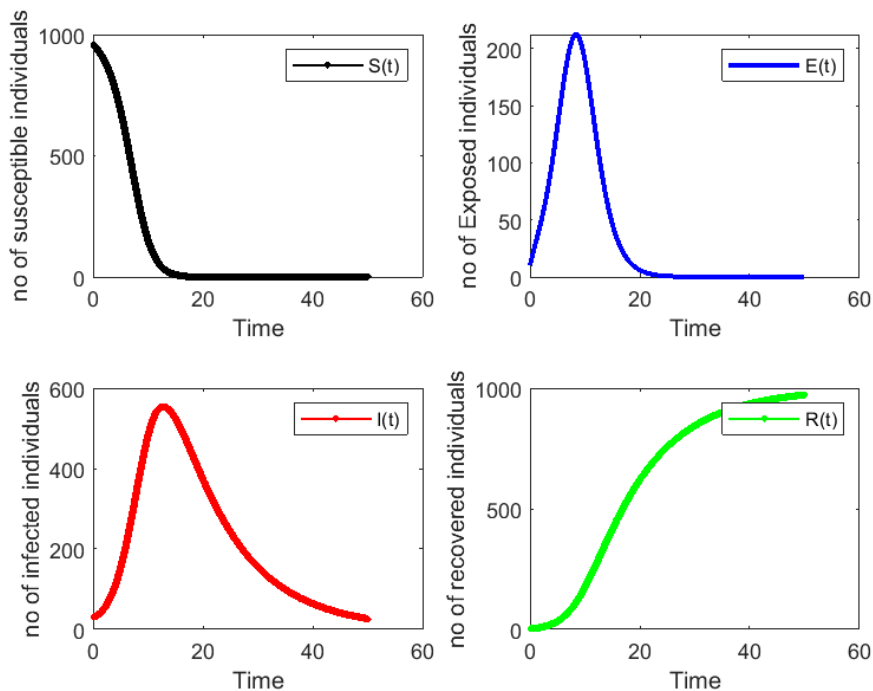 no of susceptible individuals
1000
500
0
0
20
40
60
Time
S(t)
no of Exposed individuals
200
150
100
50
0
0
20
40
60
Time
E(t)
no of infected individuals
600
400
200
0
0
20
40
60
Time
I(t)
no of recovered individuals
1000
500
0
0
20
40
60
Time
R(t)